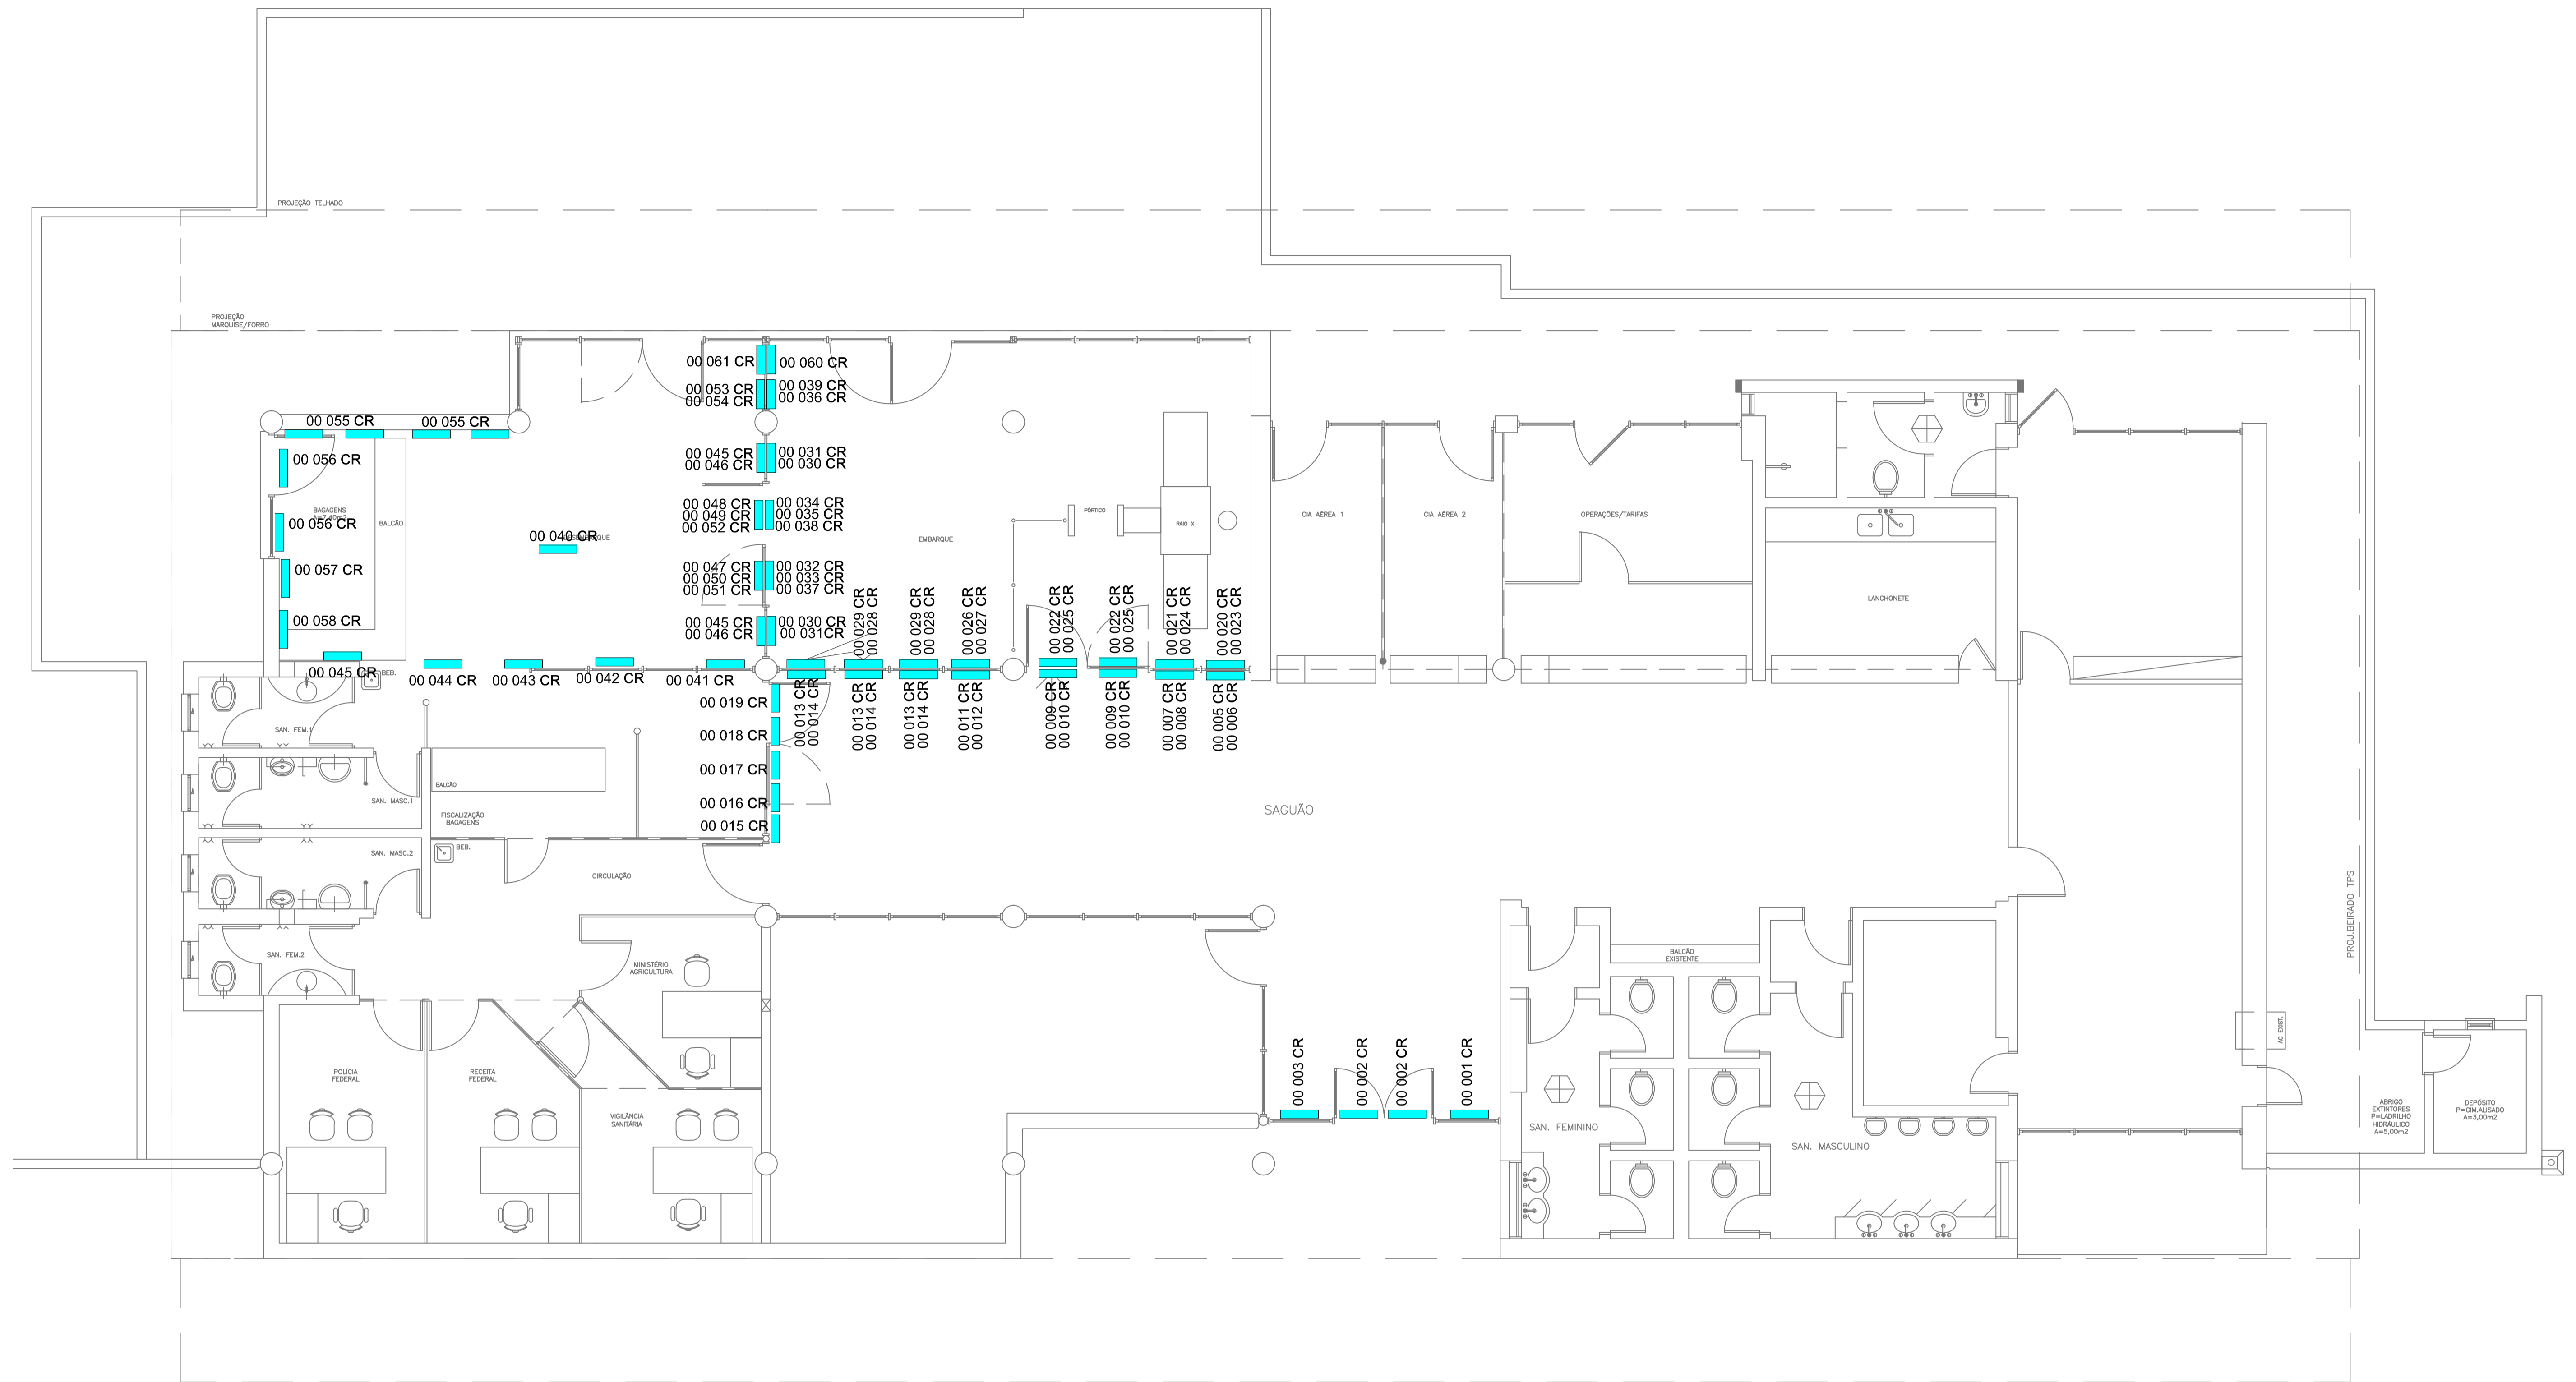 PROJEÇÃO TELHADO
PROJEÇÃO
MARQUISE/FORRO
00 061 CR
00 060 CR
00 053 CR
00 054 CR
00 039 CR
00 036 CR
00 055 CR
00 055 CR
00 056 CR
00 045 CR
00 046 CR
00 031 CR
00 030 CR
BAGAGENS
A=7,40m2
00 056 CR
BALCÃO
00 048 CR
00 049 CR
00 052 CR
00 034 CR
00 035 CR
00 038 CR
PÓRTICO
RAIO X
CIA AÉREA 1
CIA AÉREA 2
OPERAÇÕES/TARIFAS
00 040 CR
EMBARQUE
00 057 CR
00 047 CR
00 050 CR
00 051 CR
00 032 CR
00 033 CR
00 037 CR
LANCHONETE
00 058 CR
00 045 CR
00 046 CR
00 030 CR
00 031CR
00 029 CR
00 028 CR
00 029 CR
00 028 CR
00 026 CR
00 027 CR
00 022 CR
00 025 CR
00 022 CR
00 025 CR
00 021 CR
00 024 CR
00 020 CR
00 023 CR
00 045 CR
BEB.
00 044 CR
00 043 CR
00 042 CR
00 041 CR
00 019 CR
00 018 CR
00 017 CR
00 016 CR
00 015 CR
00 013 CR
00 014 CR
00 013 CR
00 014 CR
00 013 CR
00 014 CR
00 011 CR
00 012 CR
00 009 CR
00 010 CR
00 009 CR
00 010 CR
00 007 CR
00 008 CR
00 005 CR
00 006 CR
SAN. FEM.1
BALCÃO
SAN. MASC.1
FISCALIZAÇÃO
BAGAGENS
SAGUÃO
SAN. MASC.2
BEB.
CIRCULAÇÃO
SAN. FEM.2
MINISTÉRIO
AGRICULTURA
BALCÃO
EXISTENTE
PROJ.BEIRADO TPS
AC EXIST.
POLÍCIA
FEDERAL
RECEITA
FEDERAL
VIGILÂNCIA
SANITÁRIA
00 003 CR
00 002 CR
00 002 CR
00 001 CR
SAN. FEMININO
SAN. MASCULINO
ABRIGO
EXTINTORES
P=LADRILHO
HIDRÁULICO
A=5,00m2
DEPÓSITO
P=CIM.ALISADO
A=3,00m2